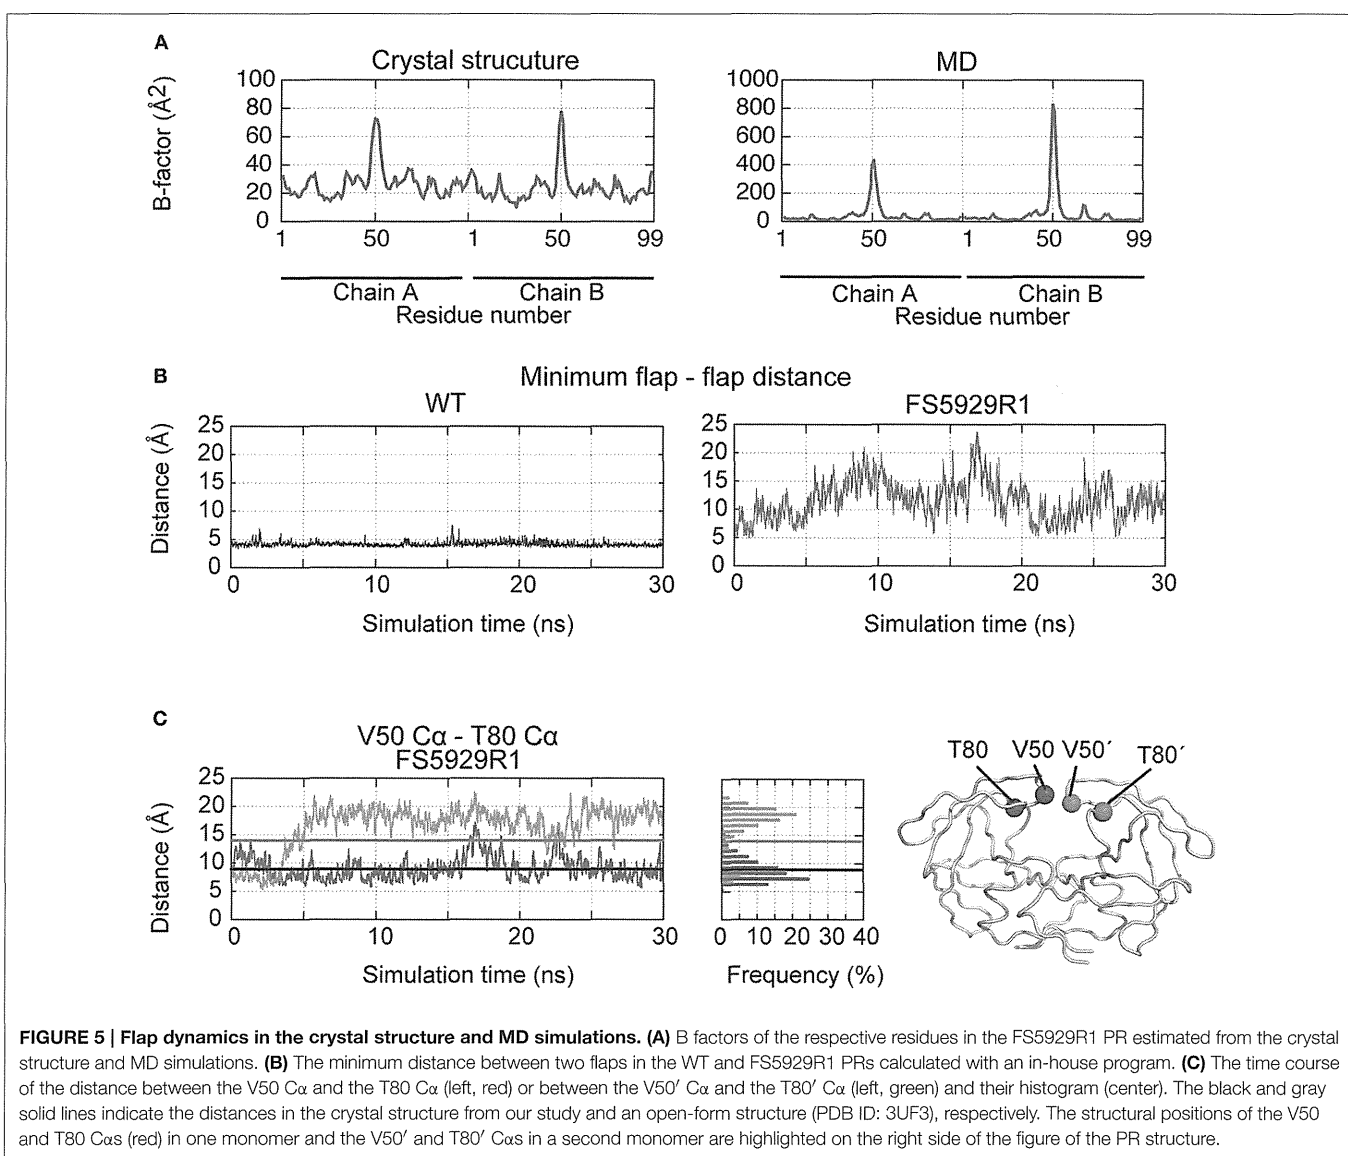 A
Crystal strucuture
MD
B-factor (Å2)
100
80
60
40
20
0
1
50
1
50
99
1000
800
600
400
200
0
1
50
1
50
99
Chain A
Chain B
Residue number
Chain A
Chain B
Residue number
B
Minimum flap - flap distance
WT
FS5929R1
Distance (Å)
25
20
15
10
5
0
0
10
20
30
Simulation time (ns)
25
20
15
10
5
0
0
10
20
30
Simulation time (ns)
C
V50 Cα - T80 Cα
FS5929R1
Distance (Å)
25
20
15
10
5
0
0
10
20
30
Simulation time (ns)
0 10 20 30 40
Frequency (%)
T80 V50 V50´ T80´
FIGURE 5 | Flap dynamics in the crystal structure and MD simulations. (A) B factors of the respective residues in the FS5929R1 PR estimated from the crystal
structure and MD simulations. (B) The minimum distance between two flaps in the WT and FS5929R1 PRs calculated with an in-house program. (C) The time course
of the distance between the V50 Cα and the T80 Cα (left, red) or between the V50′ Cα and the T80′ Cα (left, green) and their histogram (center). The black and gray
solid lines indicate the distances in the crystal structure from our study and an open-form structure (PDB ID: 3UF3), respectively. The structural positions of the V50
and T80 Cαs (red) in one monomer and the V50′ and T80′ Cαs in a second monomer are highlighted on the right side of the figure of the PR structure.